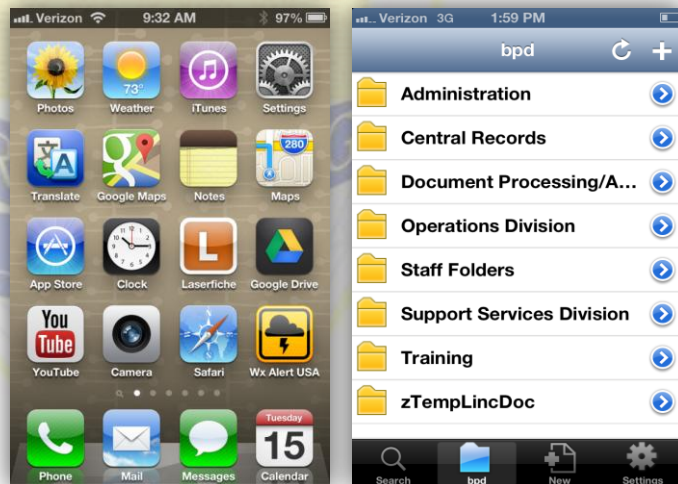 Verizon 9:32 AM 97%
73°
Photos Weather iTunes Settings
280
Translate Google Maps Notes Maps
L
App Store Clock Laserfiche Google Drive
You
Tube
YouTube Camera Safari Wx Alert USA
Tuesday
15
Phone Mail Messages Calendar
Verizon 3G 1:59 PM
bpd
Administration
Central Records
Document Processing/A...
Operations Division
Staff Folders
Support Services Division
Training
zTempLincDoc
Search bpd New Settings